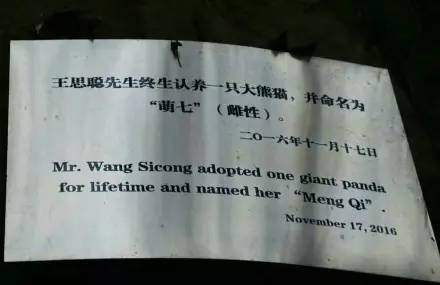 王思聪先生终生认养一只大熊猫，并命名为
“萌七”（雌性）。
二〇一六年十一月十七日
Mr. Wang Sicong adopted one giant panda
for lifetime and named her “Meng Qi”.
November 17, 2016